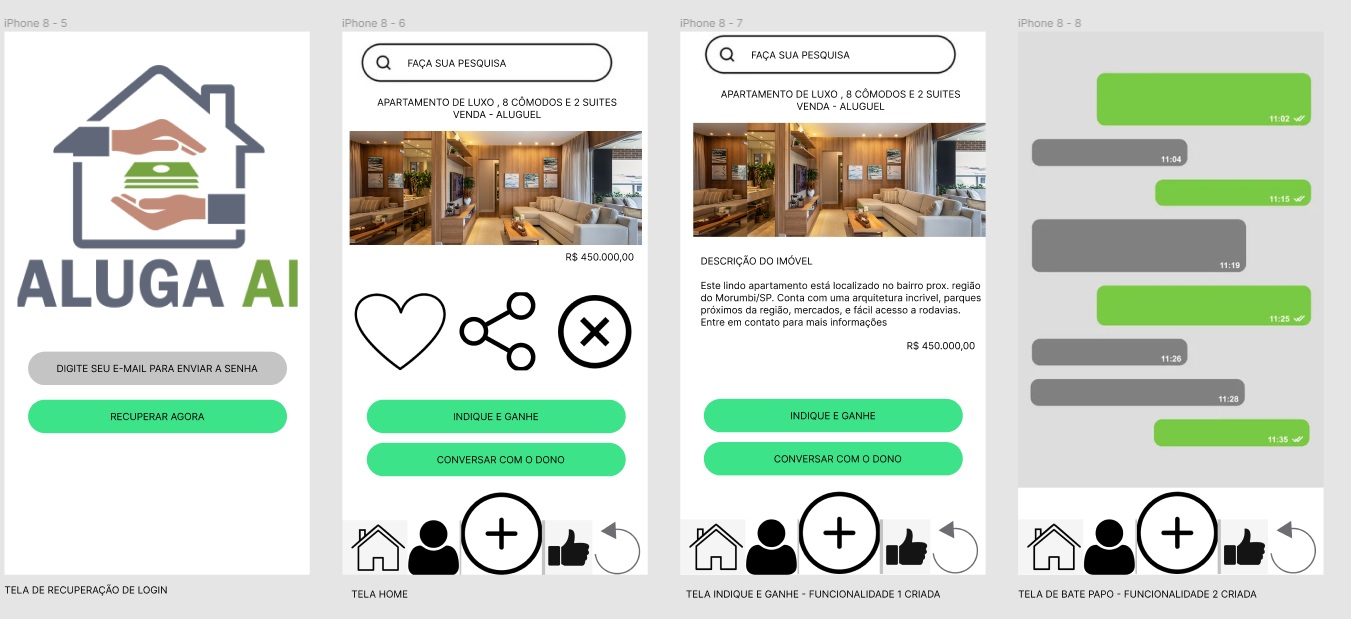 iPhone 8 - 5
ALUGA AI
DIGITE SEU E-MAIL PARA ENVIAR A SENHA
RECUPERAR AGORA
TELA DE RECUPERAÇÃO DE LOGIN
iPhone 8 - 6
FAÇA SUA PESQUISA
APARTAMENTO DE LUXO , 8 CÔMODOS E 2 SUITES
VENDA - ALUGUEL
R$ 450.000,00
INDIQUE E GANHE
CONVERSAR COM O DONO
TELA HOME
iPhone 8 - 7
FAÇA SUA PESQUISA
APARTAMENTO DE LUXO , 8 CÔMODOS E 2 SUITES
VENDA - ALUGUEL
DESCRIÇÃO DO IMÓVEL
Este lindo apartamento está localizado no bairro prox. região
do Morumbi/SP. Conta com uma arquitetura incrivel, parques
próximos da região, mercados, e fácil acesso a rodavias.
Entre em contato para mais informações
R$ 450.000,00
INDIQUE E GANHE
CONVERSAR COM O DONO
TELA INDIQUE E GANHE - FUNCIONALIDADE 1 CRIADA
iPhone 8 - 8
11:02
11:04
11:15
11:19
11:25
11:26
11:28
11:35
TELA DE BATE PAPO - FUNCIONALIDADE 2 CRIADA